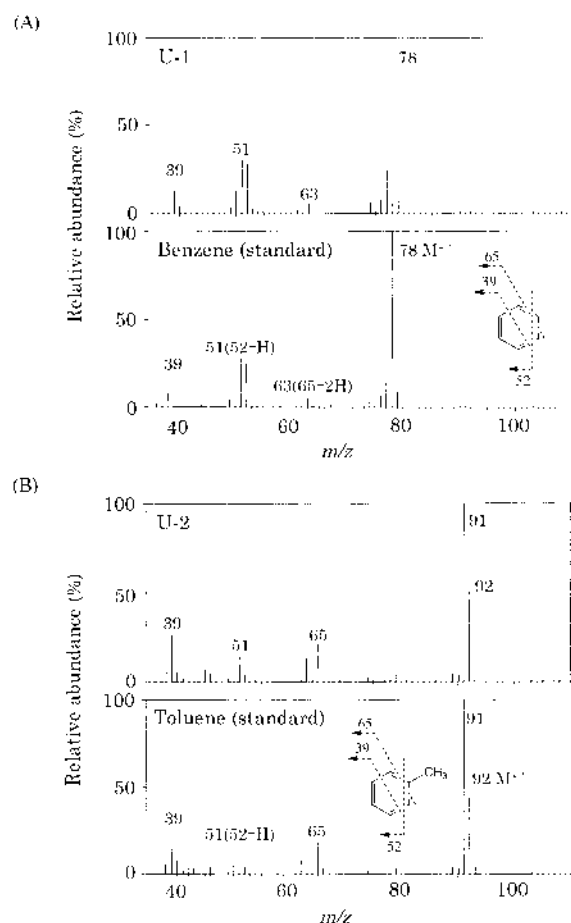 (A)
100
U-1
78
50
51
39
63
0
Relative abundance (%)
100
Benzene (standard)
78 M
65
39
52
50
51(52-H)
39
63(65-2H)
0
40
60
80
100
m/z
(B)
100
U-2
91
92
50
39
51
65
0
Relative abundance (%)
100
Toluene (standard)
91
65
39
CH₃
52
92 M
50
39
51(52-H)
65
0
40
60
80
100
m/z